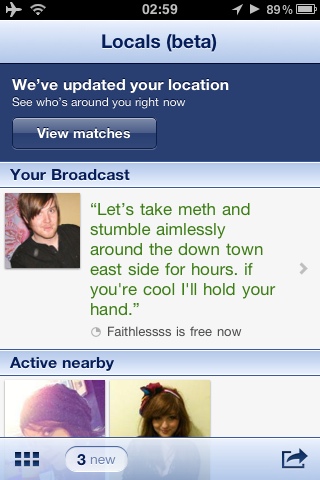 02:59
89%
Locals (beta)
We've updated your location
See who's around you right now
View matches
Your Broadcast
“Let's take meth and
stumble aimlessly
around the down town
east side for hours. if
you're cool I'll hold your
hand.”
Faithlessss is free now
Active nearby
3 new